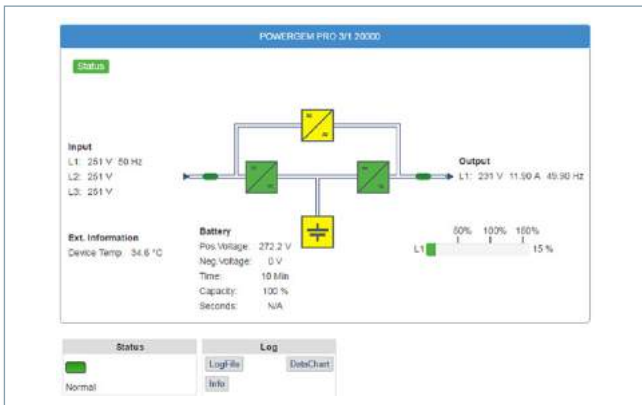 POWERGEM PRO 3/1 20000
Status
Input
L1: 251 V 50 Hz
L2: 251 V
L3: 251 V
Output
L1: 231 V 11.90 A 49.90 Hz
Ext. Information
Device Temp: 34.6 °C
Battery
Pos.Voltage: 272.2 V
Neg.Voltage: 0 V
Time: 10 Min
Capacity: 100 %
Seconds: N/A
50% 100% 150%
L1 15 %
Status
Normal
Log
LogFile DataChart
Info